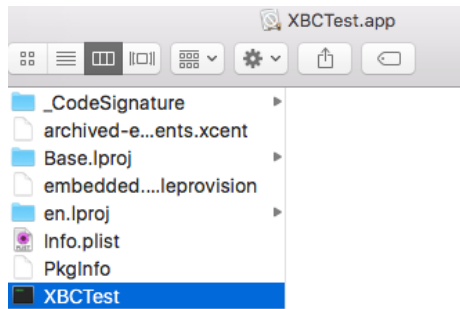 XBCTest.app
_CodeSignature
archived-e...ents.xcent
Base.lproj
embedded....leprovision
en.lproj
Info.plist
PkgInfo
XBCTest